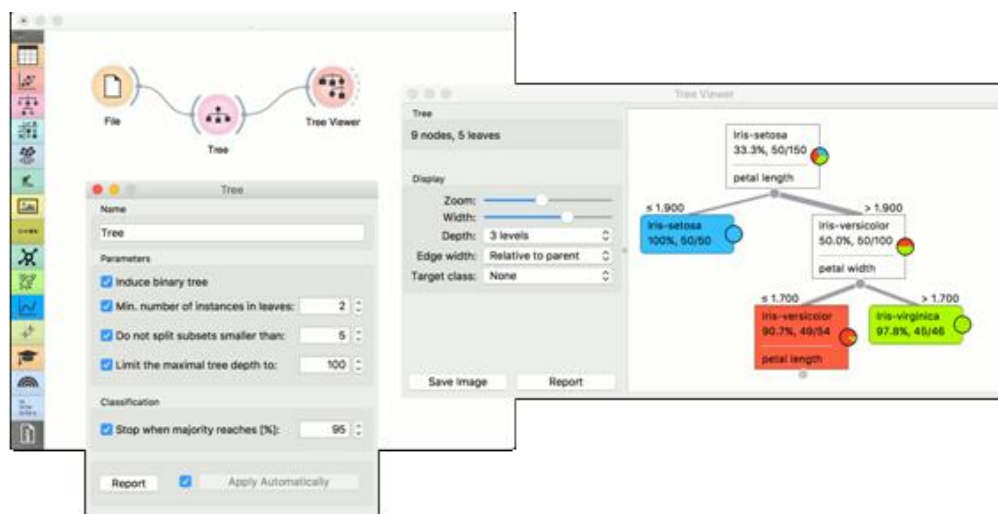 File
Tree
Tree Viewer
Tree
Name
Tree
Parameters
Induce binary tree
Min. number of instances in leaves: 2
Do not split subsets smaller than: 5
Limit the maximal tree depth to: 100
Classification
Stop when majority reaches [%]: 95
Report
Apply Automatically
Tree Viewer
Tree
9 nodes, 5 leaves
Display
Zoom:
Width:
Depth: 3 levels
Edge width: Relative to parent
Target class: None
Save Image
Report
Iris-setosa
33.3%, 50/150
petal length
≤ 1.900
> 1.900
Iris-setosa
100%, 50/50
Iris-versicolor
50.0%, 50/100
petal width
≤ 1.700
> 1.700
Iris-versicolor
90.7%, 49/54
petal length
Iris-virginica
97.8%, 45/46